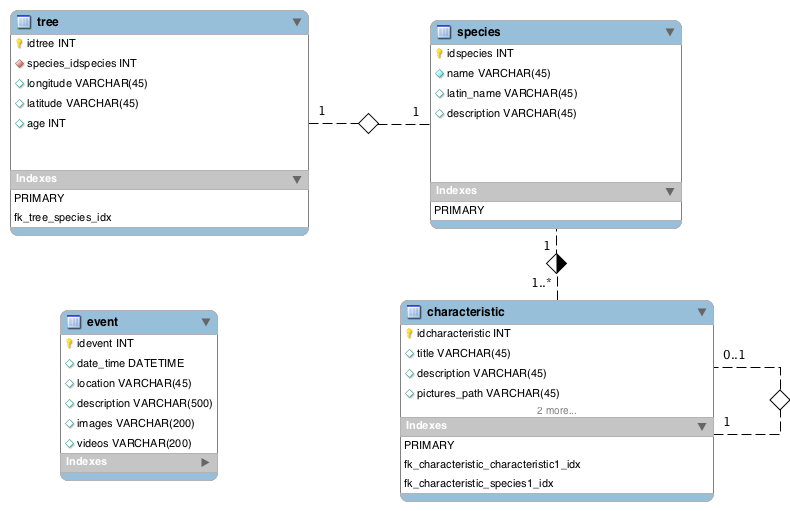 tree
idtree INT
species_idspecies INT
longitude VARCHAR(45)
latitude VARCHAR(45)
age INT
Indexes
PRIMARY
fk_tree_species_idx
1
1
species
idspecies INT
name VARCHAR(45)
latin_name VARCHAR(45)
description VARCHAR(45)
Indexes
PRIMARY
1
1..*
event
idevent INT
date_time DATETIME
location VARCHAR(45)
description VARCHAR(500)
images VARCHAR(200)
videos VARCHAR(200)
Indexes
characteristic
idcharacteristic INT
title VARCHAR(45)
description VARCHAR(45)
pictures_path VARCHAR(45)
2 more...
Indexes
PRIMARY
fk_characteristic_characteristic1_idx
fk_characteristic_species1_idx
0..1
1